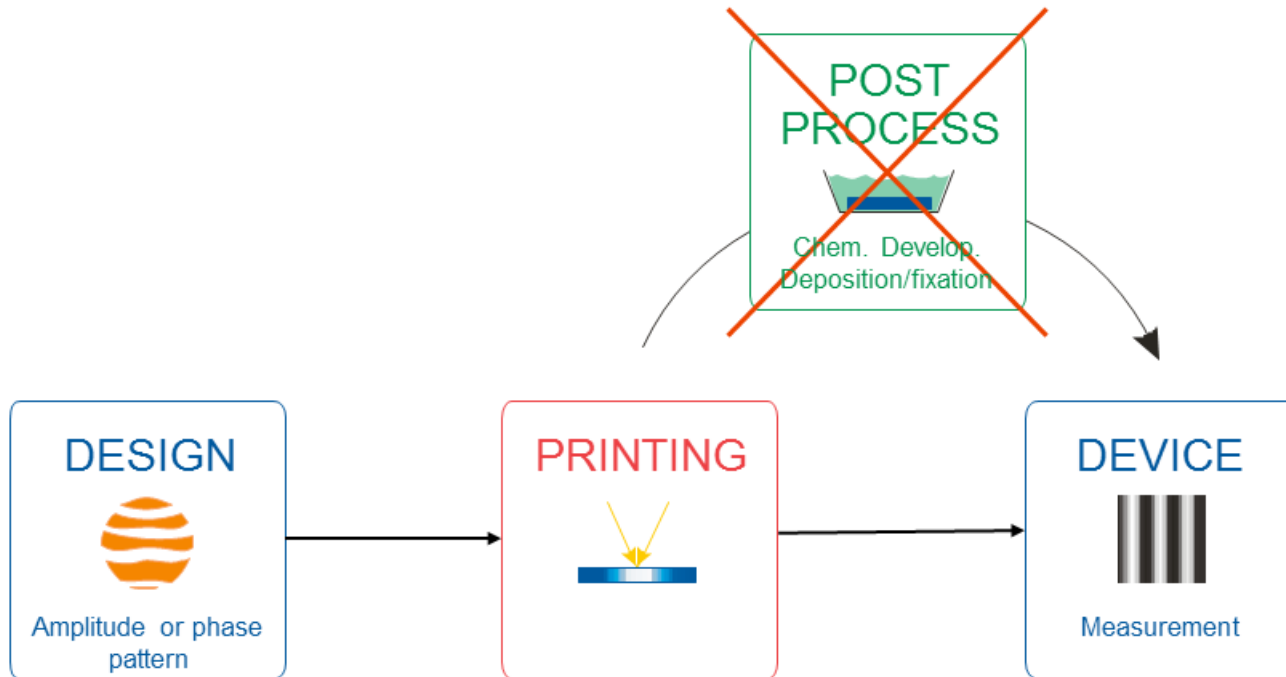 POST
PROCESS
Chem. Develop.
Deposition/fixation
DESIGN
Amplitude or phase
pattern
PRINTING
DEVICE
Measurement